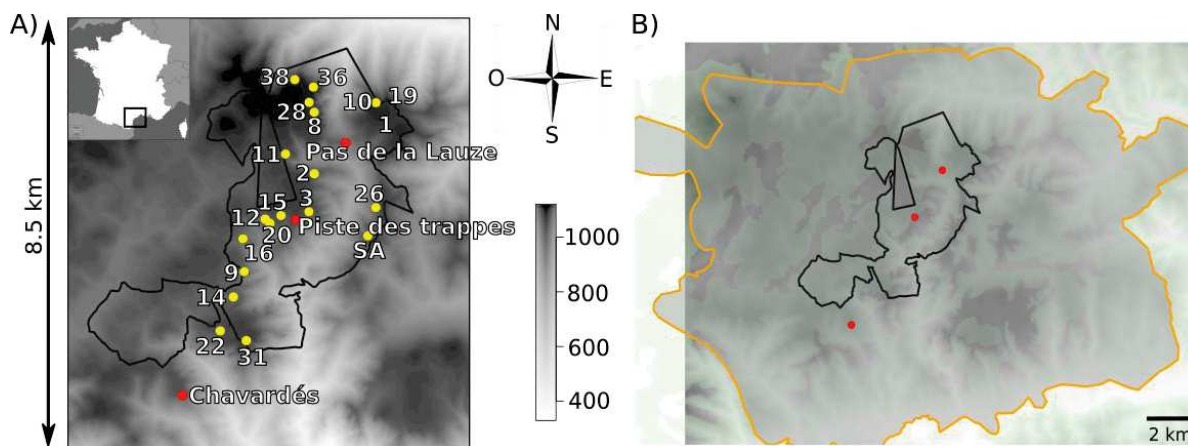 A)
B)
N
O
E
S
8.5 km
38
36
28
10
19
8
1
11
Pas de la Lauze
2
15
3
26
12
20
Piste des trappes
16
SA
9
14
22
31
Chavardés
1000
800
600
400
2 km